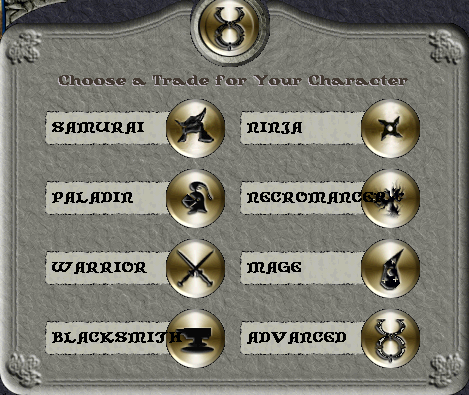 Choose a Trade for Your Character
SAMURAI
NINJA
PALADIN
NECROMANCER
WARRIOR
MAGE
BLACKSMITH
ADVANCED